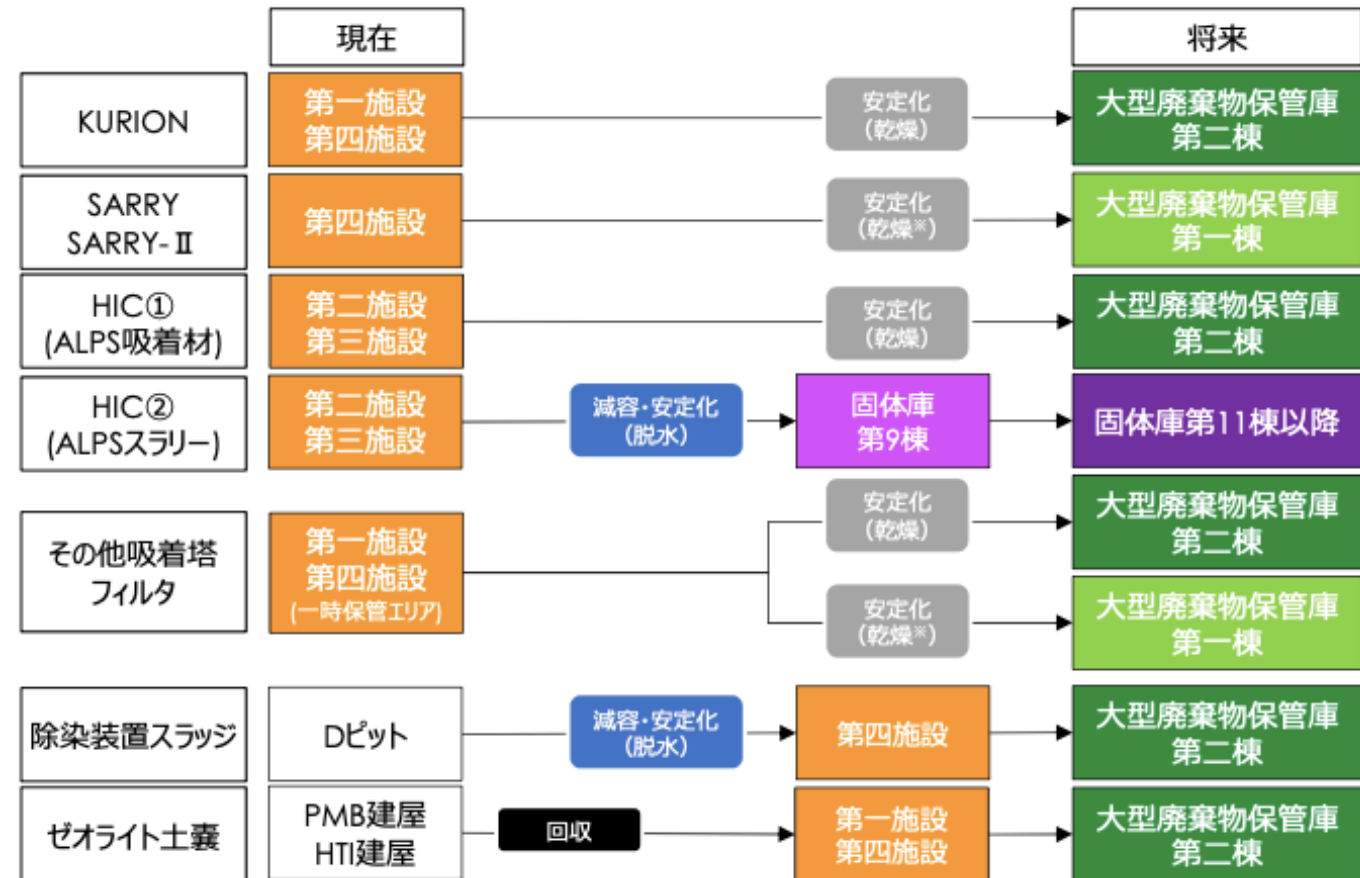 現在
将来
KURION
第一施設
第四施設
安定化
(乾燥)
大型廃棄物保管庫
第二棟
SARRY
SARRY-Ⅱ
第四施設
安定化
(乾燥※)
大型廃棄物保管庫
第一棟
HIC①
(ALPS吸着材)
第二施設
第三施設
安定化
(乾燥)
大型廃棄物保管庫
第二棟
HIC②
(ALPSスラリー)
第二施設
第三施設
減容・安定化
(脱水)
固体庫
第9棟
固体庫第11棟以降
その他吸着塔
フィルタ
第一施設
第四施設
(一時保管エリア)
安定化
(乾燥)
大型廃棄物保管庫
第二棟
安定化
(乾燥※)
大型廃棄物保管庫
第一棟
除染装置スラッジ
Dピット
減容・安定化
(脱水)
第四施設
大型廃棄物保管庫
第二棟
ゼオライト土嚢
PMB建屋
HTI建屋
回収
第一施設
第四施設
大型廃棄物保管庫
第二棟